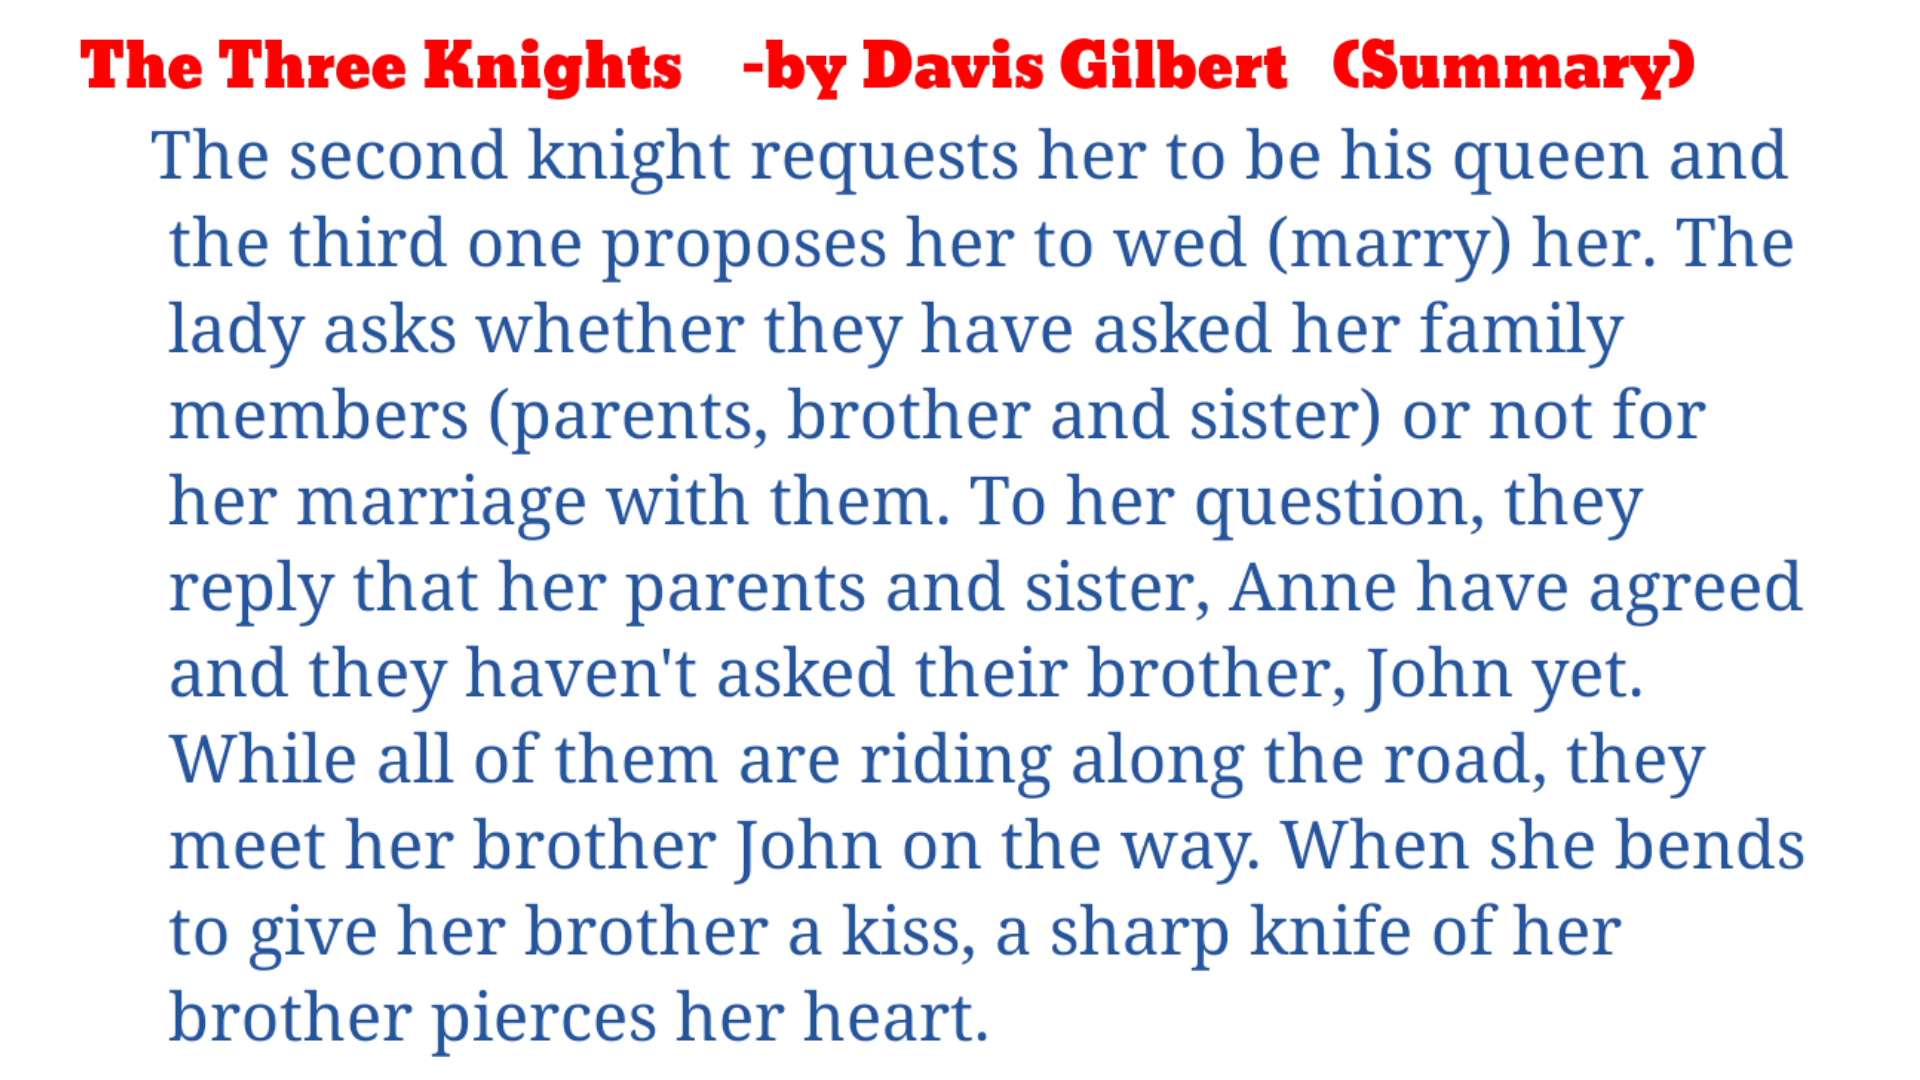 The Three Knights -by Davis Gilbert (Summary)
The second knight requests her to be his queen and
the third one proposes her to wed (marry) her. The
lady asks whether they have asked her family
members (parents, brother and sister) or not for
her marriage with them. To her question, they
reply that her parents and sister, Anne have agreed
and they haven't asked their brother, John yet.
While all of them are riding along the road, they
meet her brother John on the way. When she bends
to give her brother a kiss, a sharp knife of her
brother pierces her heart.